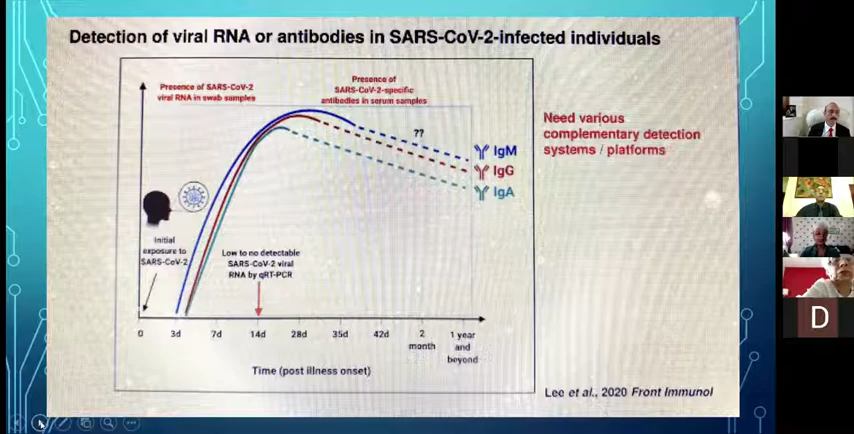 Detection of viral RNA or antibodies in SARS-CoV-2-infected individuals
Presence of SARS-CoV-2
viral RNA in swab samples
Presence of
SARS-CoV-2-specific
antibodies in serum samples
Need various
complementary detection
systems / platforms
??
IgM
IgG
IgA
Initial
exposure to
SARS-CoV-2
Low to no detectable
SARS-CoV-2 viral
RNA by qRT-PCR
0 3d 7d 14d 28d 35d 42d 2 month 1 year and beyond
Time (post illness onset)
Lee et al., 2020 Front Immunol
D